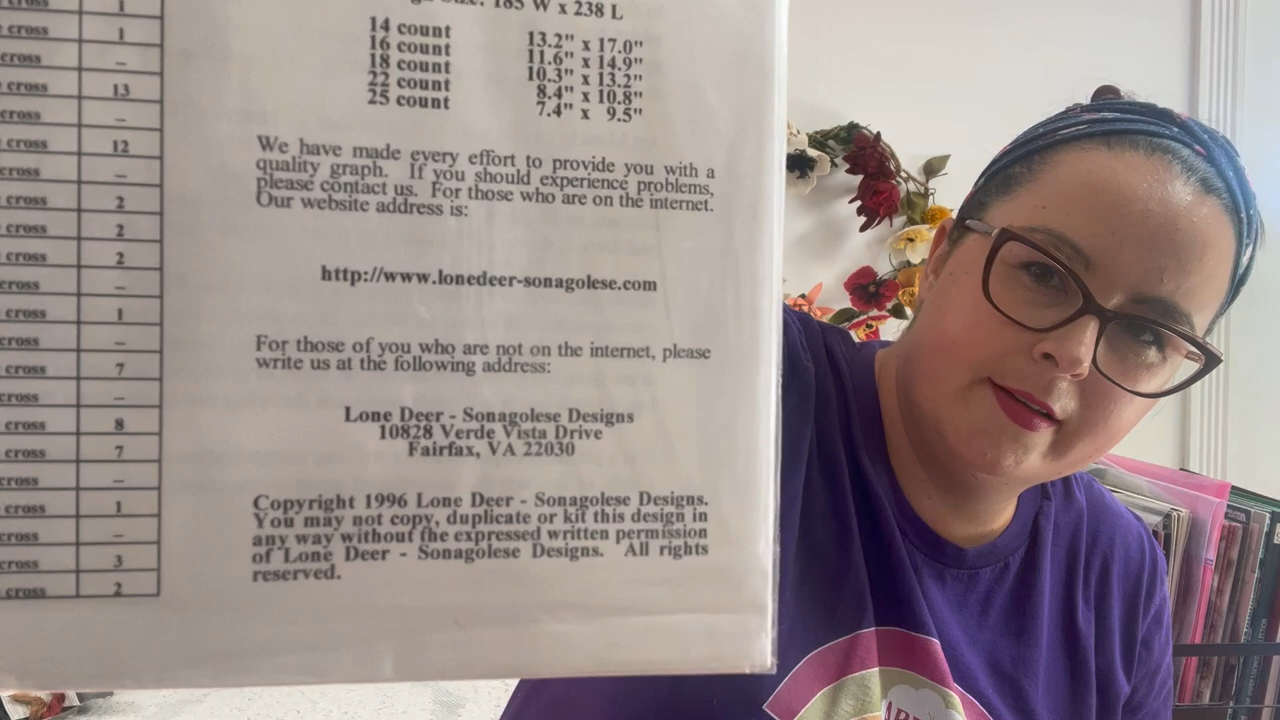 Size: 185 W x 238 L
14 count 13.2" x 17.0"
16 count 11.6" x 14.9"
18 count 10.3" x 13.2"
22 count 8.4" x 10.8"
25 count 7.4" x 9.5"
We have made every effort to provide you with a
quality graph. If you should experience problems,
please contact us. For those who are on the internet.
Our website address is:
http://www.lonedeer-sonagolese.com
For those of you who are not on the internet, please
write us at the following address:
Lone Deer - Sonagolese Designs
10828 Verde Vista Drive
Fairfax, VA 22030
Copyright 1996 Lone Deer - Sonagolese Designs.
You may not copy, duplicate or kit this design in
any way without the expressed written permission
of Lone Deer - Sonagolese Designs. All rights
reserved.
cross 1
cross 1
cross –
cross 13
cross –
cross 12
cross –
cross 2
cross 2
cross 2
cross –
cross 1
cross –
cross 7
cross –
cross 8
cross 7
cross –
cross 1
cross –
cross 3
cross 2